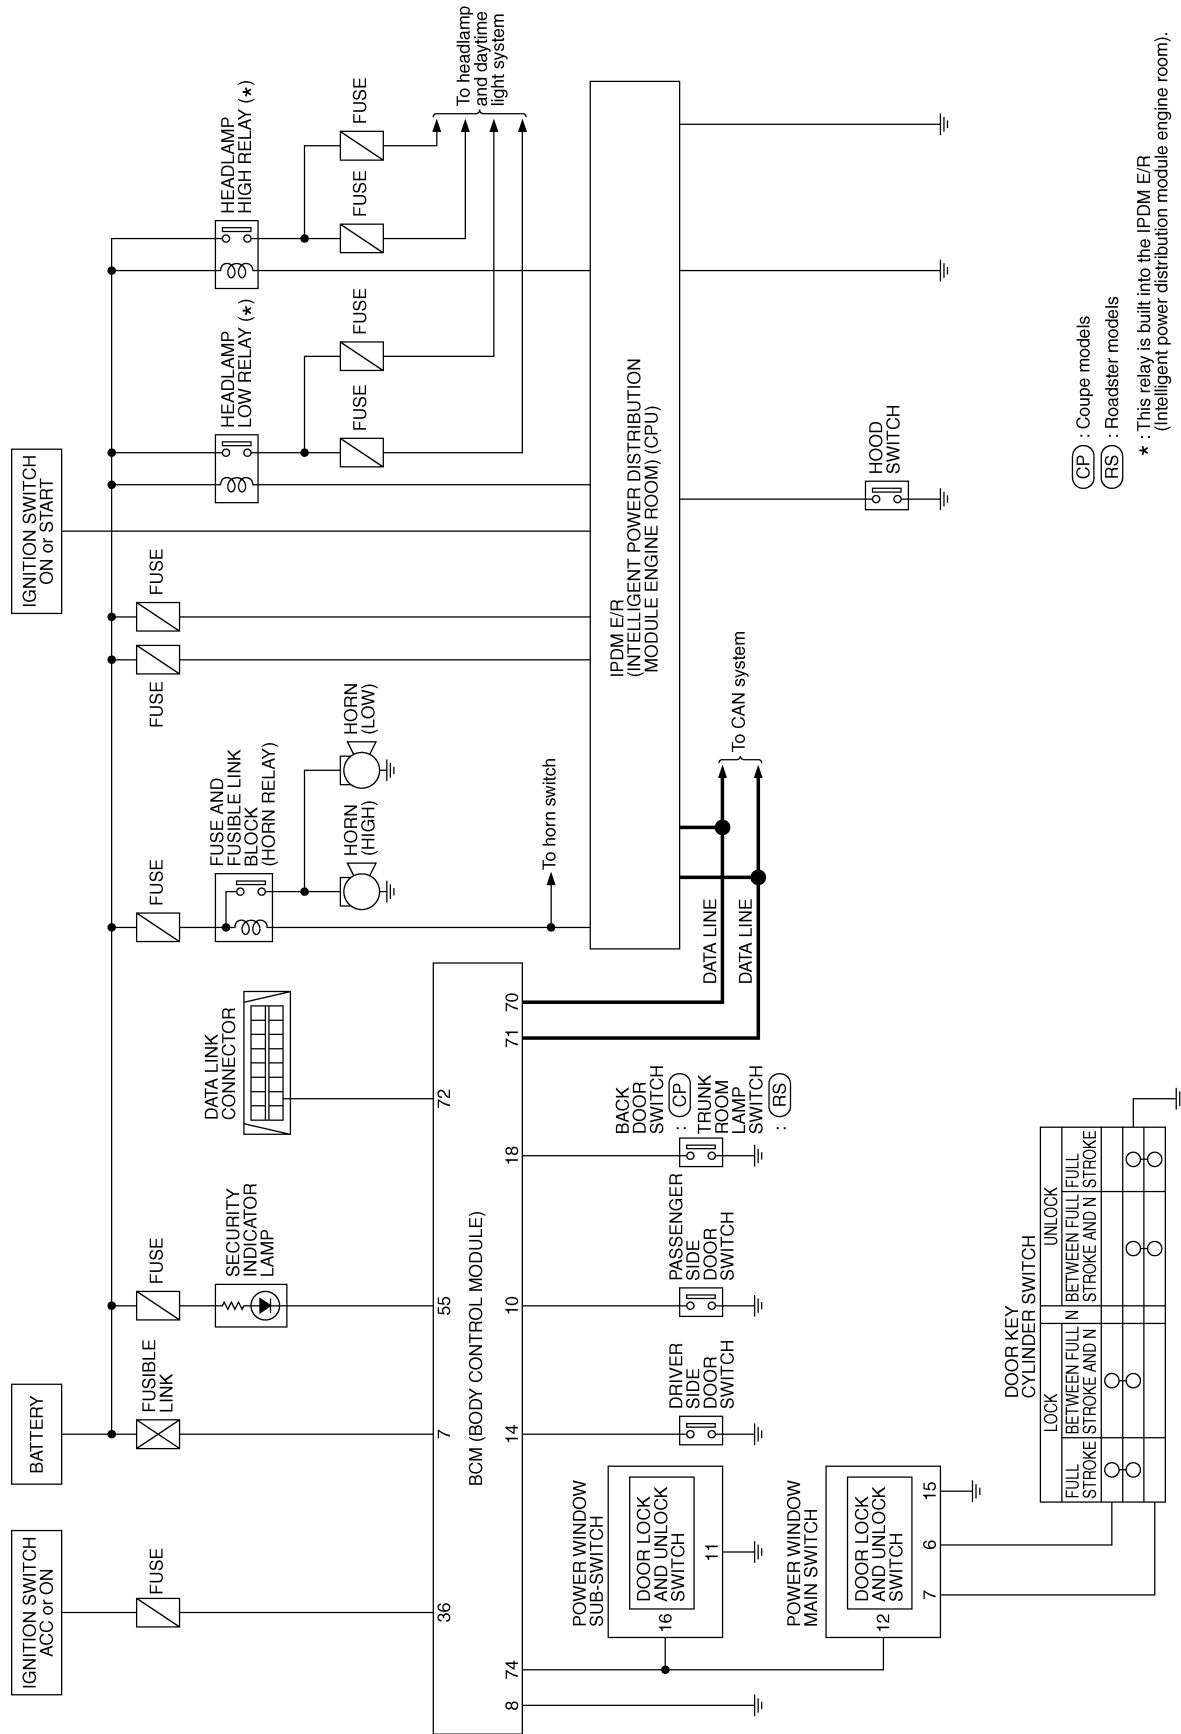 IGNITION SWITCH
ACC or ON
BATTERY
IGNITION SWITCH
ON or START
FUSE
FUSIBLE
LINK
FUSE
SECURITY
INDICATOR
LAMP
DATA LINK
CONNECTOR
FUSE
FUSE AND
FUSIBLE LINK
BLOCK
(HORN RELAY)
HORN
(HIGH)
HORN
(LOW)
To horn switch
FUSE
FUSE
HEADLAMP
LOW RELAY (*)
FUSE
FUSE
HEADLAMP
HIGH RELAY (*)
FUSE
FUSE
To headlamp
and daytime
light system
36
7
55
72
BCM (BODY CONTROL MODULE)
8
74
14
10
18
71
70
IPDM E/R
(INTELLIGENT POWER DISTRIBUTION
MODULE ENGINE ROOM) (CPU)
DATA LINE
DATA LINE
To CAN system
POWER WINDOW
SUB-SWITCH
16
DOOR LOCK
AND UNLOCK
SWITCH
11
DRIVER
SIDE
DOOR
SWITCH
PASSENGER
SIDE
DOOR
SWITCH
BACK
DOOR
SWITCH
: CP
TRUNK
ROOM
LAMP
SWITCH
: RS
HOOD
SWITCH
POWER WINDOW
MAIN SWITCH
12
DOOR LOCK
AND UNLOCK
SWITCH
7
6
15
DOOR KEY
CYLINDER SWITCH
LOCK
N
UNLOCK
FULL
STROKE
BETWEEN FULL
STROKE AND N
BETWEEN FULL
STROKE AND N
FULL
STROKE
CP : Coupe models
RS : Roadster models
* : This relay is built into the IPDM E/R
(Intelligent power distribution module engine room).